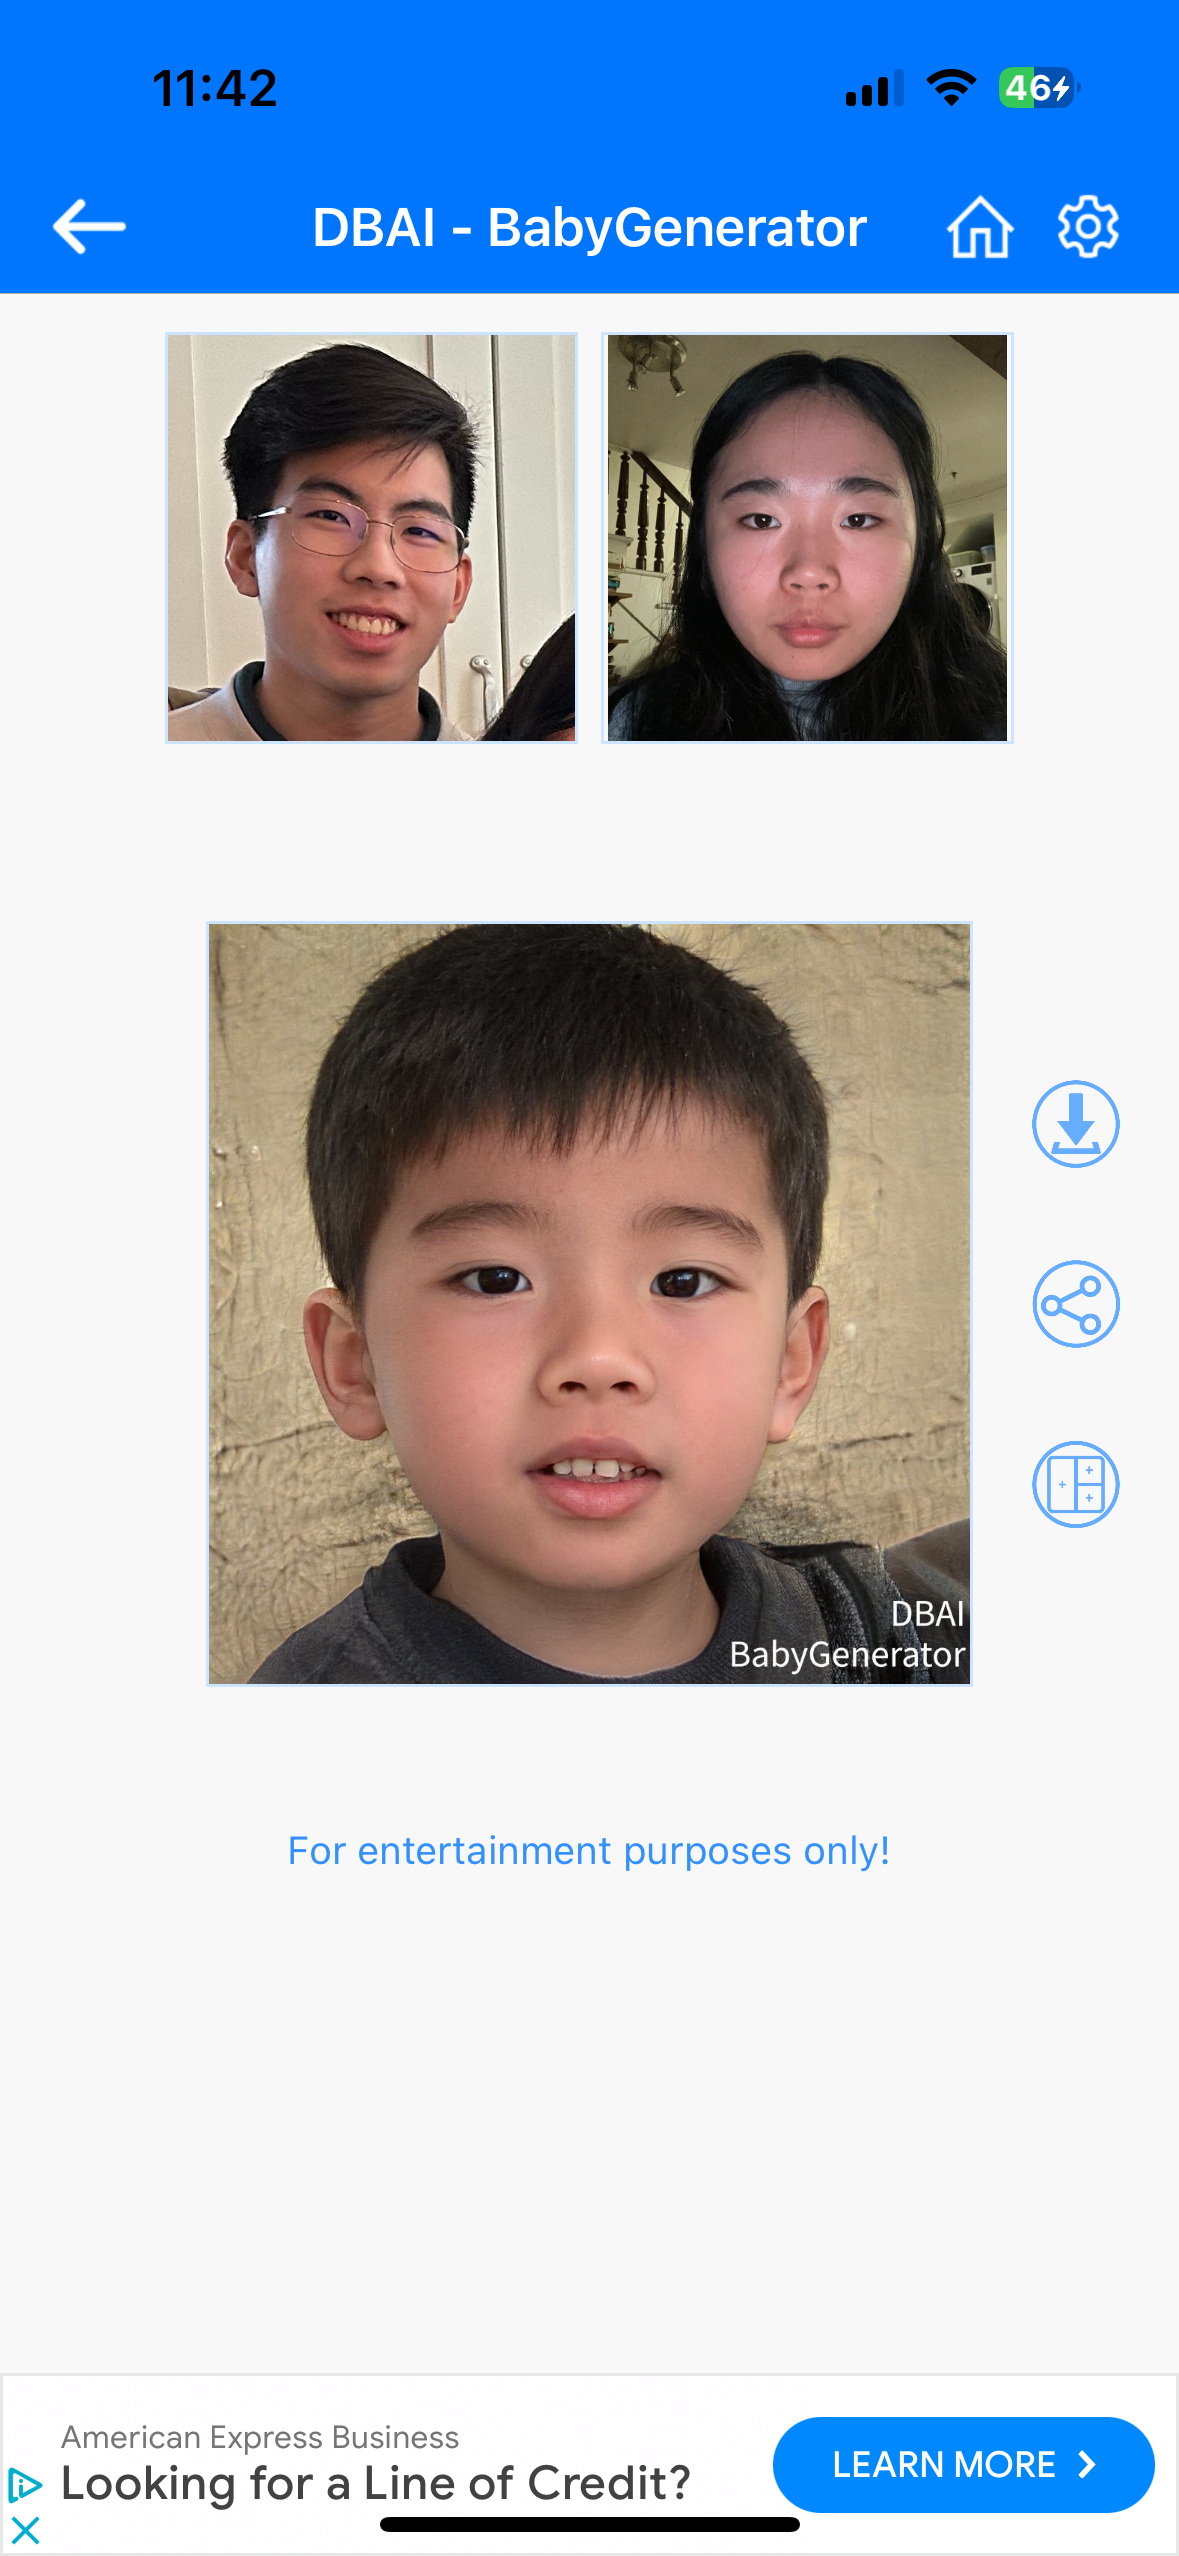 11:42
46
DBAI - BabyGenerator
DBAI
BabyGenerator
For entertainment purposes only!
American Express Business
Looking for a Line of Credit?
LEARN MORE